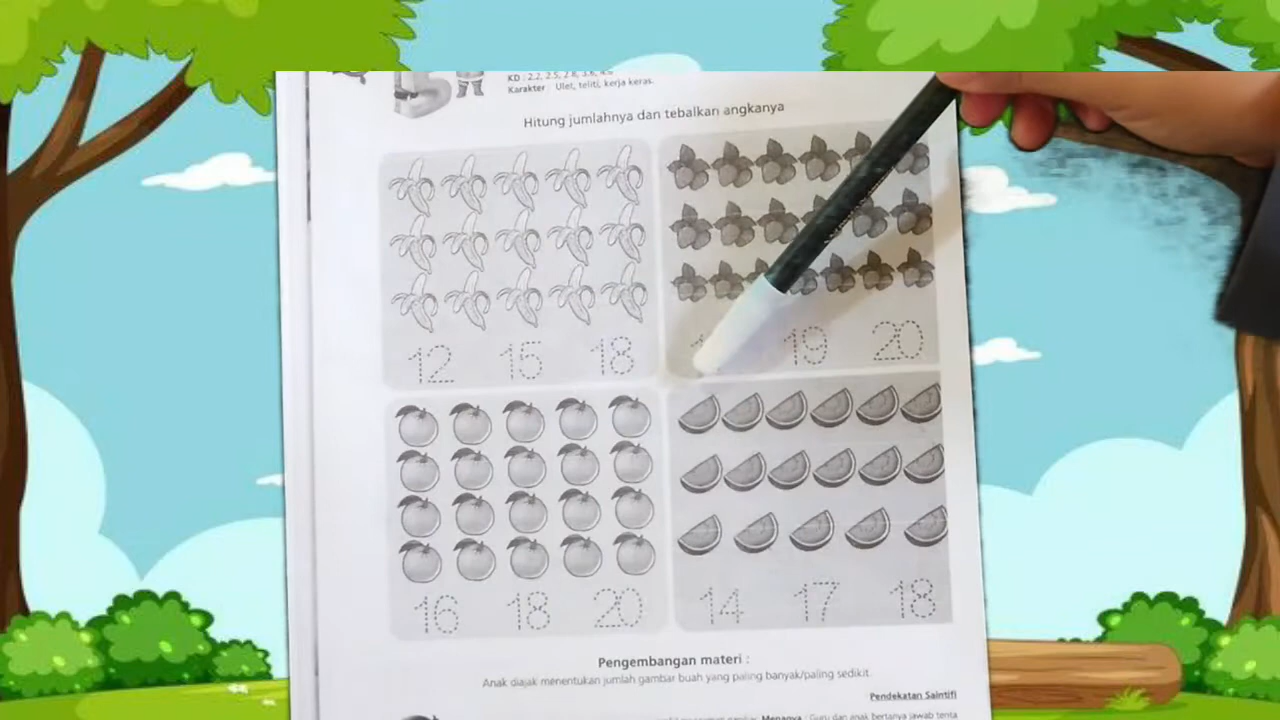 KD : 2.2, 2.5, 2.8, 3.6, 4.6
Karakter : Ulet, teliti, kerja keras.
Hitung jumlahnya dan tebalkan angkanya
12 15 18
19 20
16 18 20
14 17 18
Pengembangan materi :
Anak diajak menentukan jumlah gambar buah yang paling banyak/paling sedikit.
Pendekatan Saintifi
Menanya : Guru dan anak bertanya jawab tenta